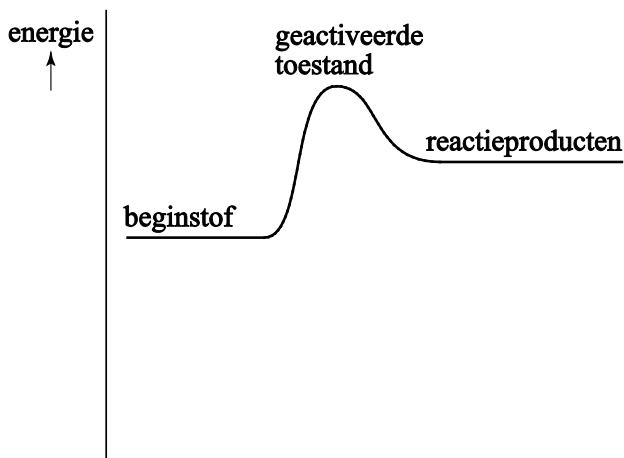 energie
geactiveerde
toestand
reactieproducten
beginstof